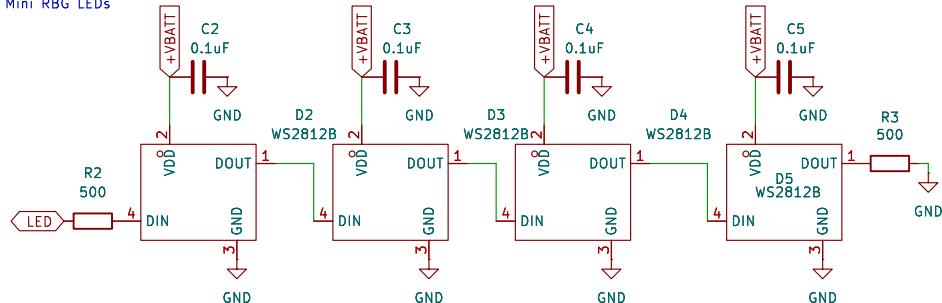 Mini RBG LEDs
+VBATT
C2
0.1uF
GND
+VBATT
C3
0.1uF
GND
+VBATT
C4
0.1uF
GND
+VBATT
C5
0.1uF
GND
LED
R2
500
2
VDD
DOUT
1
4
DIN
GND
3
GND
D2
WS2812B
2
VDD
DOUT
1
4
DIN
GND
3
GND
D3
WS2812B
2
VDD
DOUT
1
4
DIN
GND
3
GND
D4
WS2812B
2
VDD
DOUT
1
D5
WS2812B
4
DIN
GND
3
GND
R3
500
GND